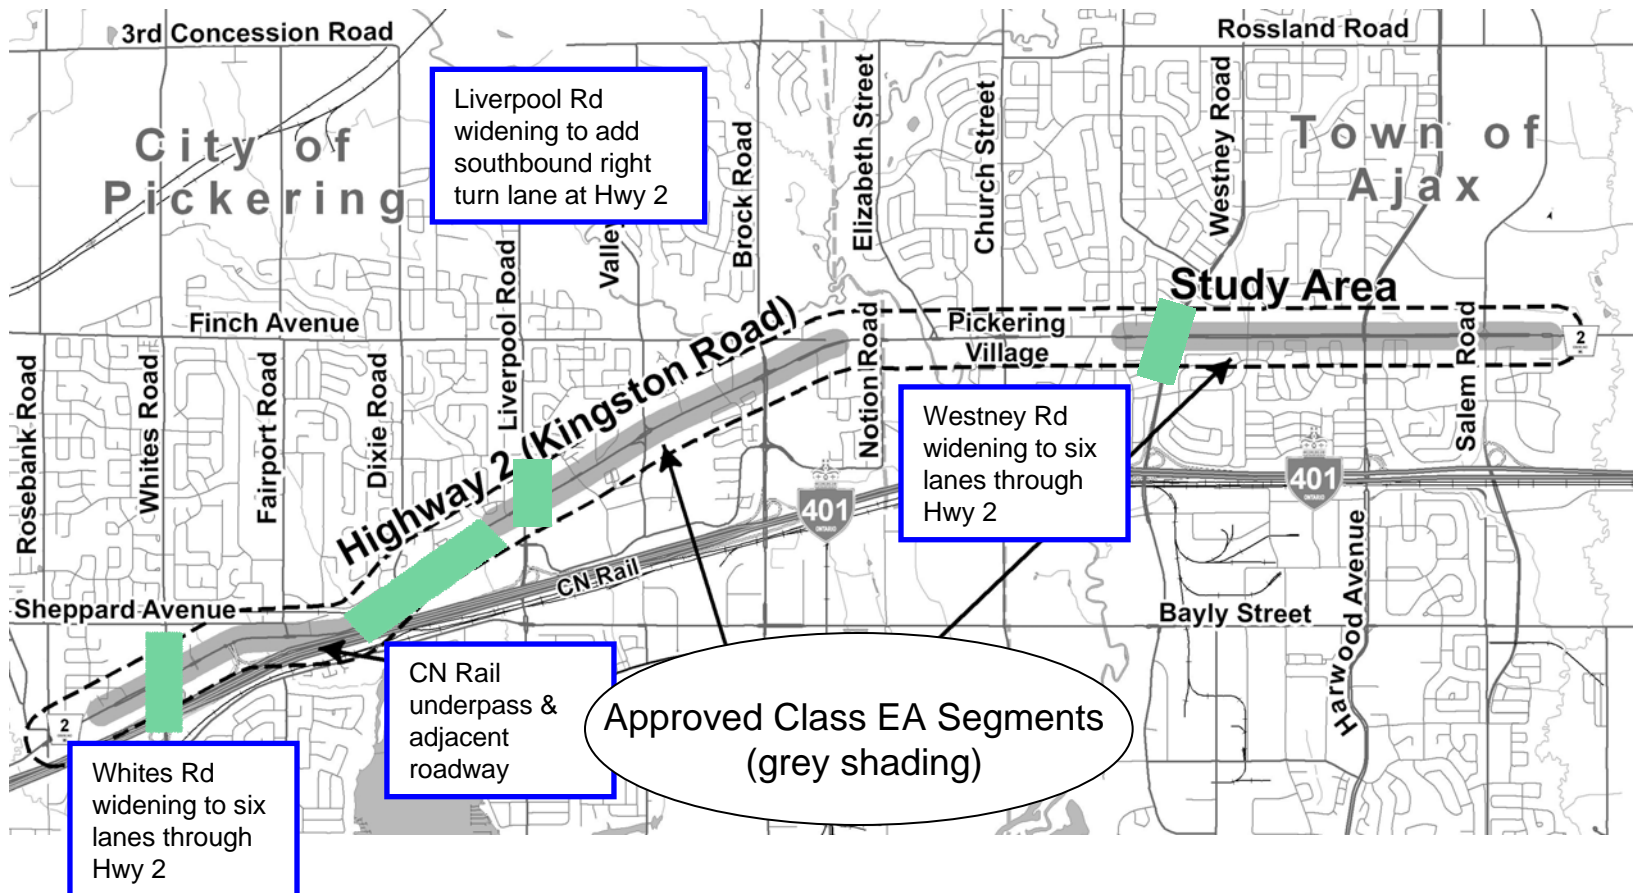 3rd Concession Road
Rossland Road
City of
Pickering
Liverpool Rd
widening to add
southbound right
turn lane at Hwy 2
Brock Road
Elizabeth Street
Church Street
Westney Road
Town of
Ajax
Liverpool Road
Valley
Study Area
Finch Avenue
Pickering
Village
Highway 2 (Kingston Road)
Notion Road
Salem Road
2
Rosebank Road
Whites Road
Fairport Road
Dixie Road
Westney Rd
widening to six
lanes through
Hwy 2
401
ONTARIO
401
ONTARIO
CN Rail
Sheppard Avenue
Bayly Street
Harwood Avenue
CN Rail
underpass &
adjacent
roadway
Approved Class EA Segments
(grey shading)
2
Whites Rd
widening to six
lanes through
Hwy 2